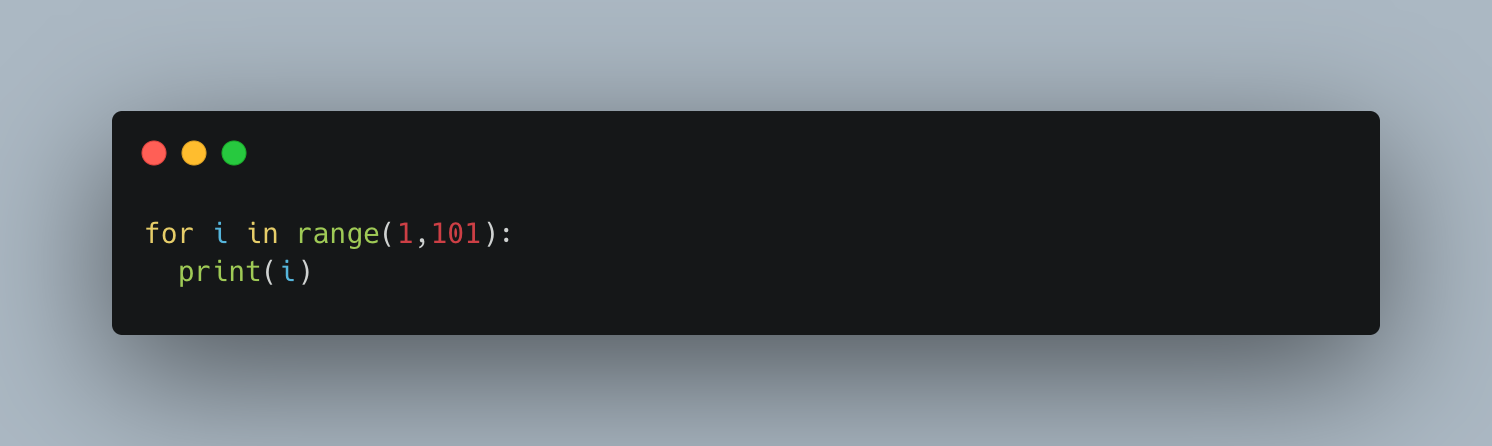 for i in range(1,101):
  print(i)